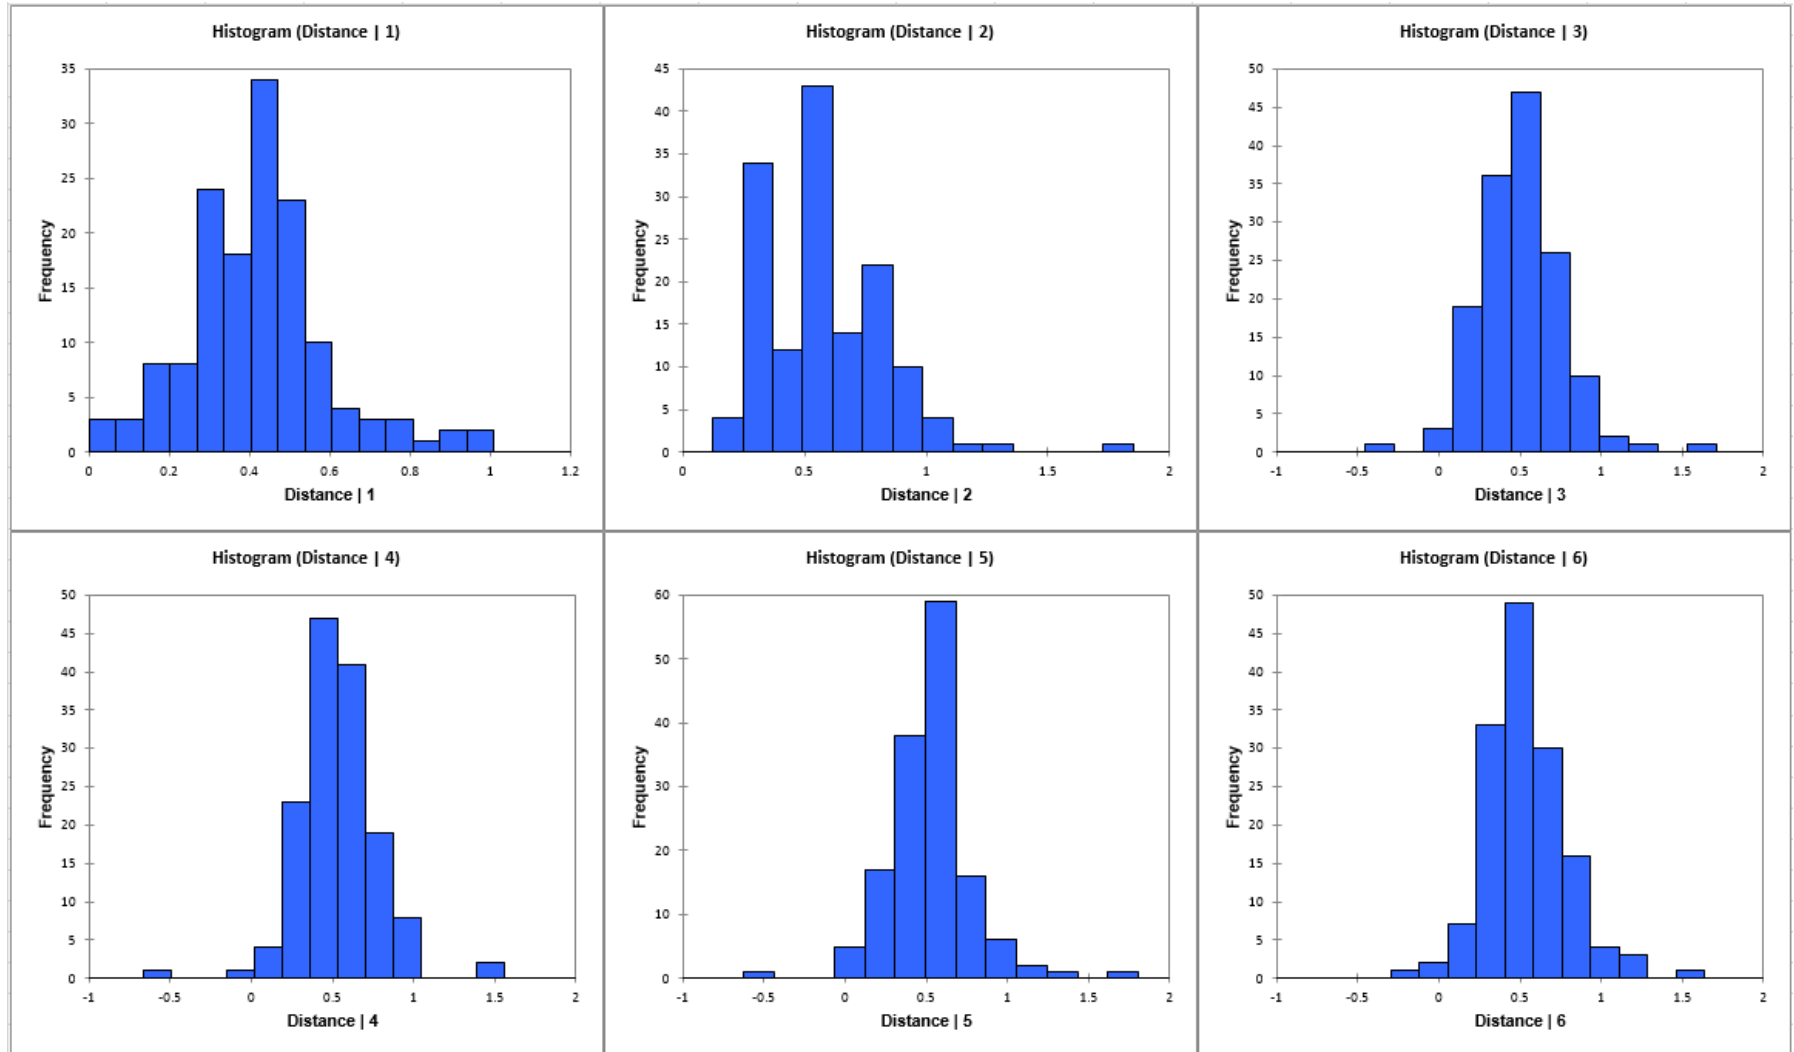 Histogram (Distance | 1)
35
30
25
20
15
10
5
0
Frequency
0 0.2 0.4 0.6 0.8 1 1.2
Distance | 1
Histogram (Distance | 2)
45
40
35
30
25
20
15
10
5
0
Frequency
0 0.5 1 1.5 2
Distance | 2
Histogram (Distance | 3)
50
45
40
35
30
25
20
15
10
5
0
Frequency
-1 -0.5 0 0.5 1 1.5 2
Distance | 3
Histogram (Distance | 4)
50
45
40
35
30
25
20
15
10
5
0
Frequency
-1 -0.5 0 0.5 1 1.5 2
Distance | 4
Histogram (Distance | 5)
60
50
40
30
20
10
0
Frequency
-1 -0.5 0 0.5 1 1.5 2
Distance | 5
Histogram (Distance | 6)
50
45
40
35
30
25
20
15
10
5
0
Frequency
-1 -0.5 0 0.5 1 1.5 2
Distance | 6